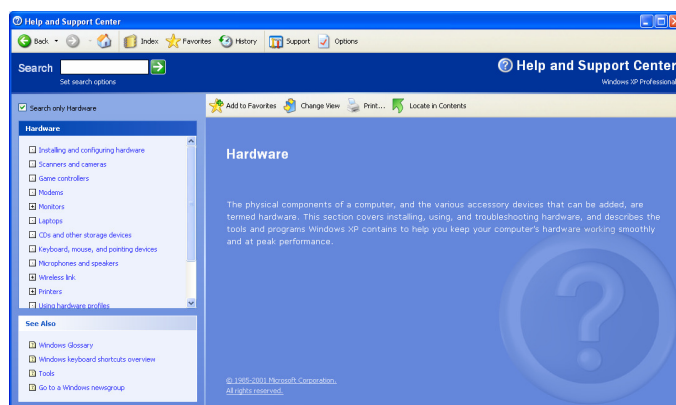 Help and Support Center
Back Index Favorites History Support Options
Search
Set search options
Help and Support Center
Windows XP Professional
Search only Hardware
Add to Favorites Change View Print... Locate in Contents
Hardware
Installing and configuring hardware
Scanners and cameras
Game controllers
Modems
Monitors
Laptops
CDs and other storage devices
Keyboard, mouse, and pointing devices
Microphones and speakers
Wireless link
Printers
Using hardware profiles
See Also
Windows Glossary
Windows keyboard shortcuts overview
Tools
Go to a Windows newsgroup
Hardware
The physical components of a computer, and the various accessory devices that can be added, are
termed hardware. This section covers installing, using, and troubleshooting hardware, and describes the
tools and programs Windows XP contains to help you keep your computer's hardware working smoothly
and at peak performance.
© 1985-2001 Microsoft Corporation.
All rights reserved.